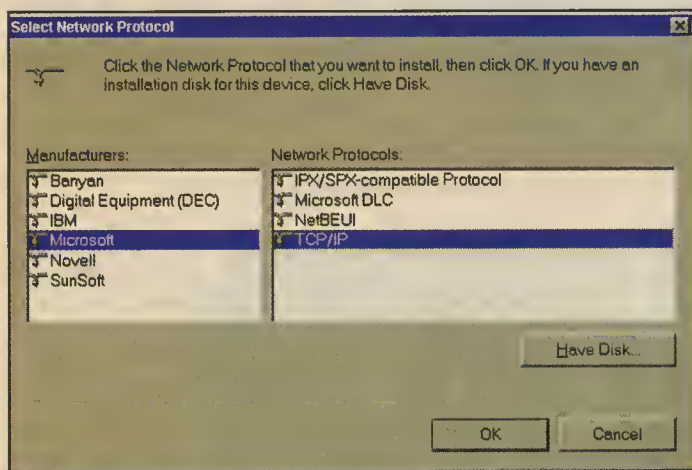 Select Network Protocol
Click the Network Protocol that you want to install, then click OK. If you have an
installation disk for this device, click Have Disk.
Manufacturers:
Banyan
Digital Equipment (DEC)
IBM
Microsoft
Novell
SunSoft
Network Protocols:
IPX/SPX-compatible Protocol
Microsoft DLC
NetBEUI
TCP/IP
Have Disk...
OK
Cancel